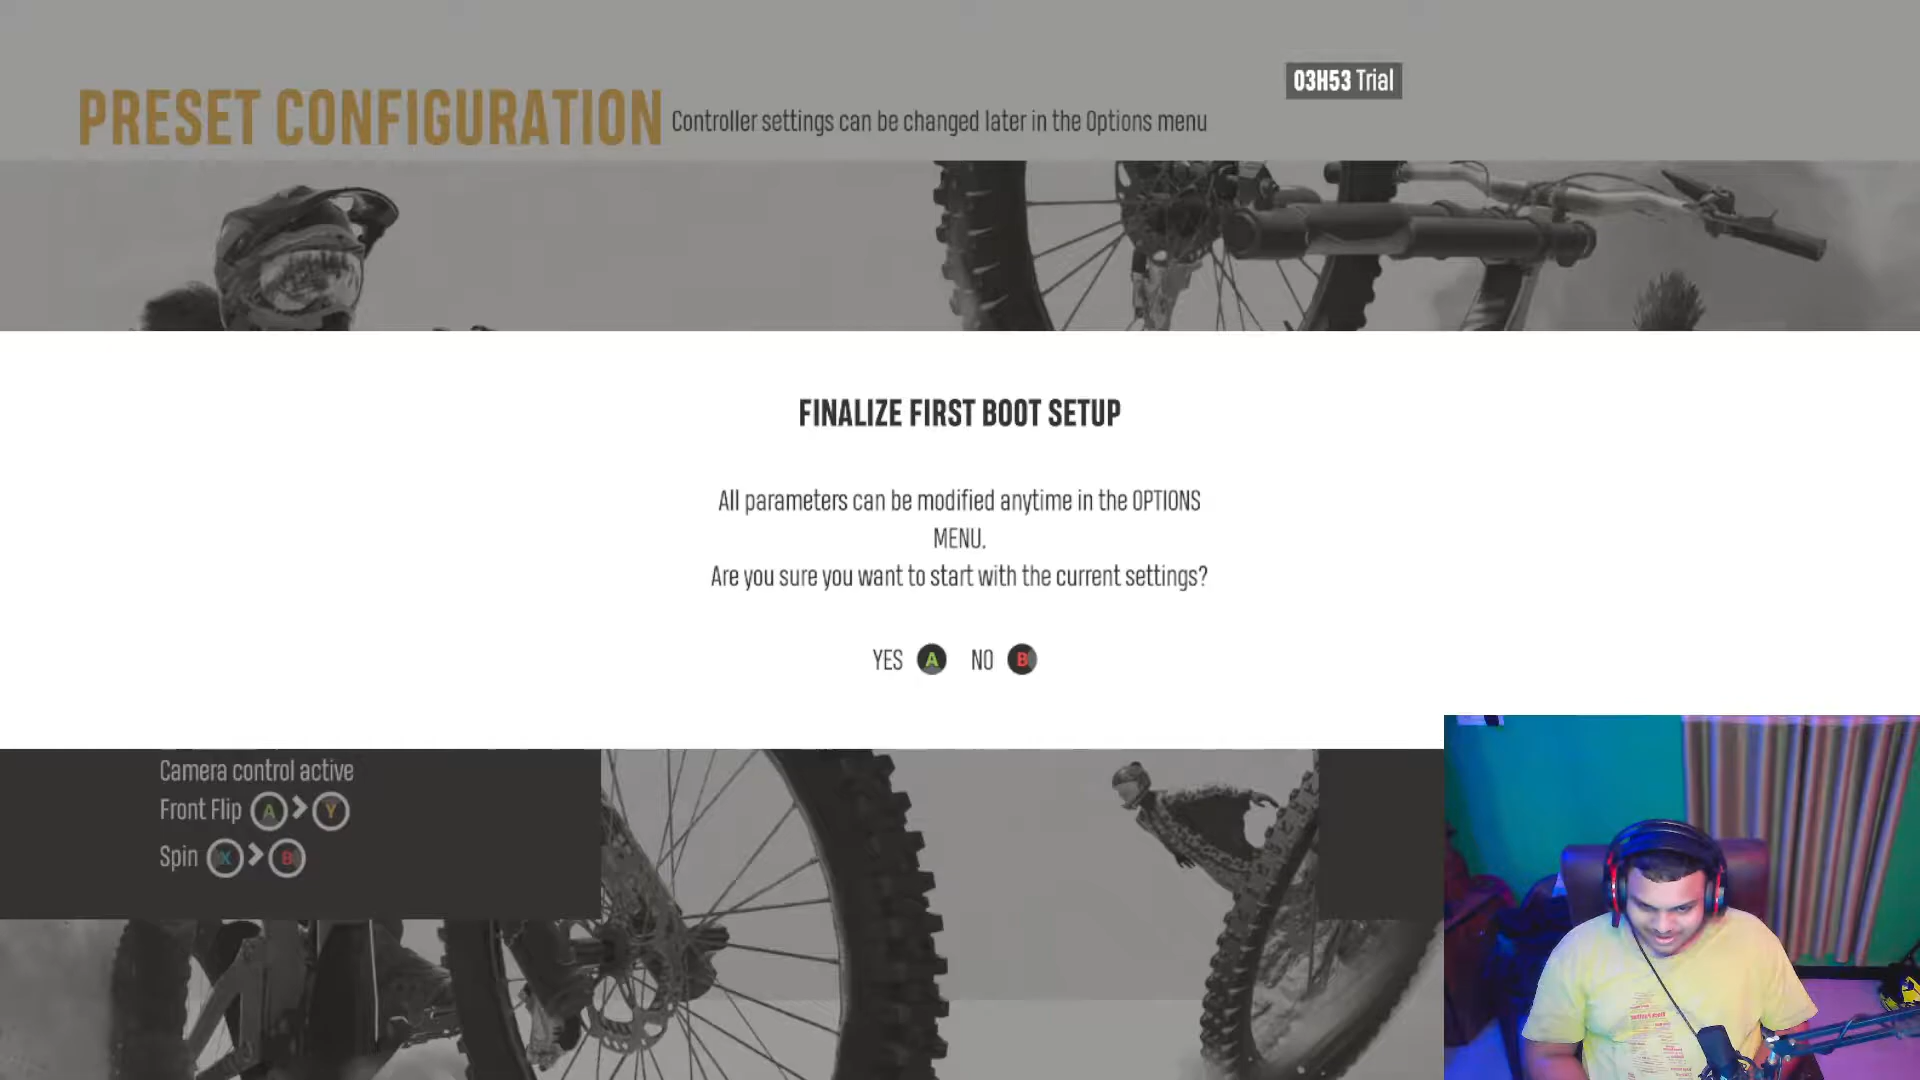 03H53 Trial
PRESET CONFIGURATION Controller settings can be changed later in the Options menu
FINALIZE FIRST BOOT SETUP
All parameters can be modified anytime in the OPTIONS
MENU.
Are you sure you want to start with the current settings?
YES A NO B
Camera control active
Front Flip A > Y
Spin X > B